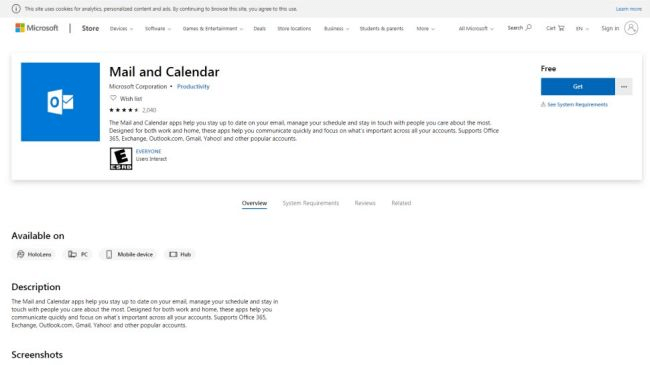 This site uses cookies for analytics, personalized content and ads. By continuing to browse this site, you agree to this use.
Learn more
Microsoft
Store
Devices
Software
Games & Entertainment
Deals
Store locations
Business
Students & parents
More
All Microsoft
Search
Cart
EN
Sign in
Mail and Calendar
Microsoft Corporation • Productivity
Wish list
2,040
The Mail and Calendar apps help you stay up to date on your email, manage your schedule and stay in touch with people you care about the most.
Designed for both work and home, these apps help you communicate quickly and focus on what's important across all your accounts. Supports Office
365, Exchange, Outlook.com, Gmail, Yahoo! and other popular accounts.
E
ESRB
EVERYONE
Users Interact
Free
Get
See System Requirements
Overview
System Requirements
Reviews
Related
Available on
HoloLens
PC
Mobile device
Hub
Description
The Mail and Calendar apps help you stay up to date on your email, manage your schedule and stay in
touch with people you care about the most. Designed for both work and home, these apps help you
communicate quickly and focus on what's important across all your accounts. Supports Office 365,
Exchange, Outlook.com, Gmail, Yahoo! and other popular accounts.
Screenshots